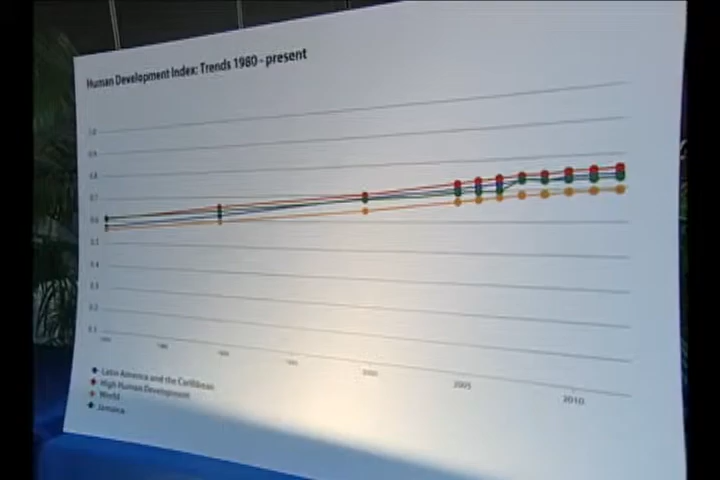 Human Development Index: Trends 1980 - present
1.0
0.9
0.8
0.7
0.6
0.5
0.4
0.3
0.2
0.1
2000
2005
2010
Latin America and the Caribbean
High Human Development
World
Jamaica